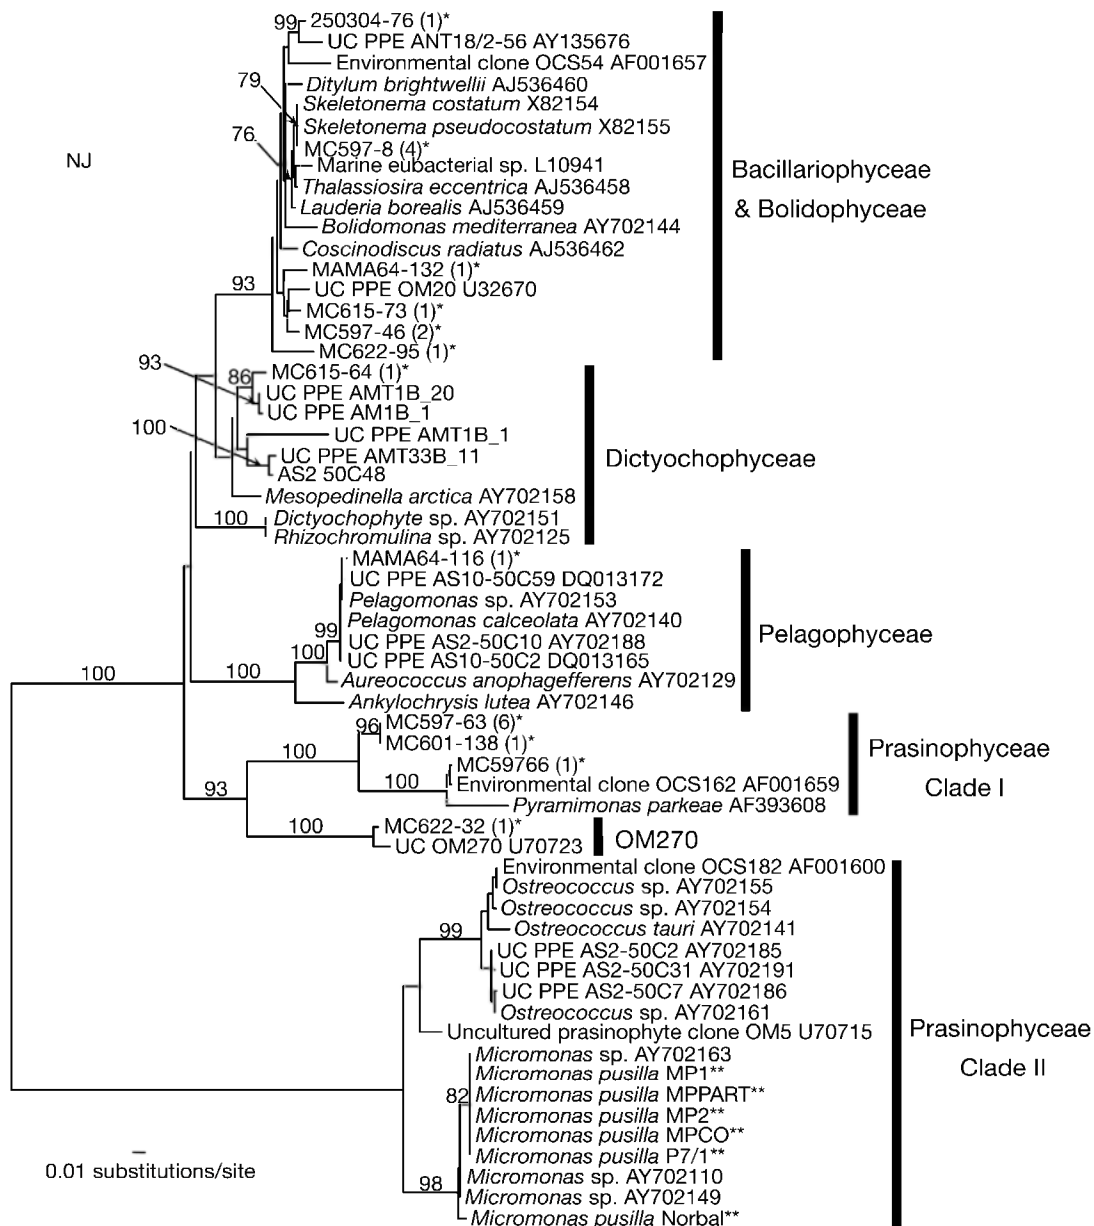 99
250304-76 (1)*
UC PPE ANT18/2-56 AY135676
Environmental clone OCS54 AF001657
79
Ditylum brightwellii AJ536460
Skeletonema costatum X82154
Skeletonema pseudocostatum X82155
76
MC597-8 (4)*
NJ
Marine eubacterial sp. L10941
Thalassiosira eccentrica AJ536458
Lauderia borealis AJ536459
Bolidomonas mediterranea AY702144
Coscinodiscus radiatus AJ536462
Bacillariophyceae
& Bolidophyceae
MAMA64-132 (1)*
93
UC PPE OM20 U32670
MC615-73 (1)*
MC597-46 (2)*
MC622-95 (1)*
93
86
MC615-64 (1)*
UC PPE AMT1B_20
UC PPE AM1B_1
100
UC PPE AMT1B_1
UC PPE AMT33B_11
AS2 50C48
Dictyochophyceae
Mesopedinella arctica AY702158
100
Dictyochophyte sp. AY702151
Rhizochromulina sp. AY702125
MAMA64-116 (1)*
UC PPE AS10-50C59 DQ013172
Pelagomonas sp. AY702153
Pelagomonas calceolata AY702140
99
UC PPE AS2-50C10 AY702188
100
UC PPE AS10-50C2 DQ013165
Pelagophyceae
100
100
Aureococcus anophagefferens AY702129
Ankylochrysis lutea AY702146
96
MC597-63 (6)*
MC601-138 (1)*
100
MC59766 (1)*
100
Environmental clone OCS162 AF001659
93
Pyramimonas parkeae AF393608
Prasinophyceae
Clade I
100
MC622-32 (1)*
UC OM270 U70723
OM270
Environmental clone OCS182 AF001600
Ostreococcus sp. AY702155
Ostreococcus sp. AY702154
99
Ostreococcus tauri AY702141
UC PPE AS2-50C2 AY702185
UC PPE AS2-50C31 AY702191
UC PPE AS2-50C7 AY702186
Ostreococcus sp. AY702161
Uncultured prasinophyte clone OM5 U70715
Prasinophyceae
Clade II
Micromonas sp. AY702163
Micromonas pusilla MP1**
82
Micromonas pusilla MPPART**
Micromonas pusilla MP2**
Micromonas pusilla MPCO**
Micromonas pusilla P7/1**
0.01 substitutions/site
98
Micromonas sp. AY702110
Micromonas sp. AY702149
Micromonas pusilla Norbal**